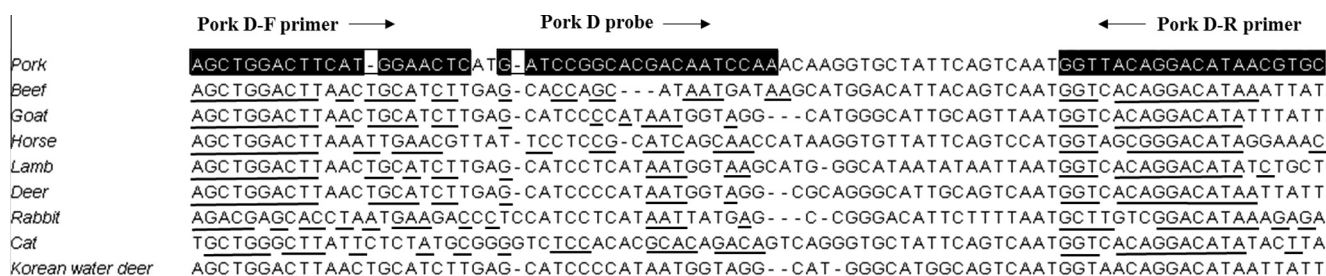 Pork D-F primer → Pork D probe → ← Pork D-R primer
Pork AGCTGGACTTCAT-GGAACTCATG-ATCCGGCACGACAATCCAAACAAGGTGCTATTCAGTCAATGGTTACAGGACATAACGTGC
Beef AGCTGGACTTAACTGCATCTTGAG-CACCAGC---ATAATGATAAGCATGGACATTACAGTCAATGGTCACAGGACATAAATTAT
Goat AGCTGGACTTAACTGCATCTTGAG-CATCCCCATAATGGTAGG---CATGGGCATTGCAGTTAATGGTCACAGGACATATTTATT
Horse AGCTGGACTTAAATTGAACGTTAT-TCCTCCG-CATCAGCAACCATAAGGTGTTATTCAGTCCATGGTAGCGGGACATAGGAAAC
Lamb AGCTGGACTTAACTGCATCTTGAG-CATCCTCATAATGGTAAGCATG-GGCATAATATAATTAATGGTCACAGGACATATCTGCT
Deer AGCTGGACTTAACTGCATCTTGAG-CATCCCCATAATGGTAGG--CGCAGGGCATTGCAGTCAATGGTCACAGGACATAATTATT
Rabbit AGACGAGCACCTAATGAAGACCCTCCATCCTCATAATTATGAG---C-CGGGACATTCTTTTAATGCTTGTCGGACATAAAGAGA
Cat TGCTGGGCTTATTCTCTATGCGGGGTCTCCACACGCACAGACAGTCAGGGTGCTATTCAGTCAATGGTCACAGGACATATACTTA
Korean water deer AGCTGGACTTAACTGCATCTTGAG-CATCCCCATAATGGTAGG--CAT-GGGCATGGCAGTCAATGGTAACAGGACATAATTATT